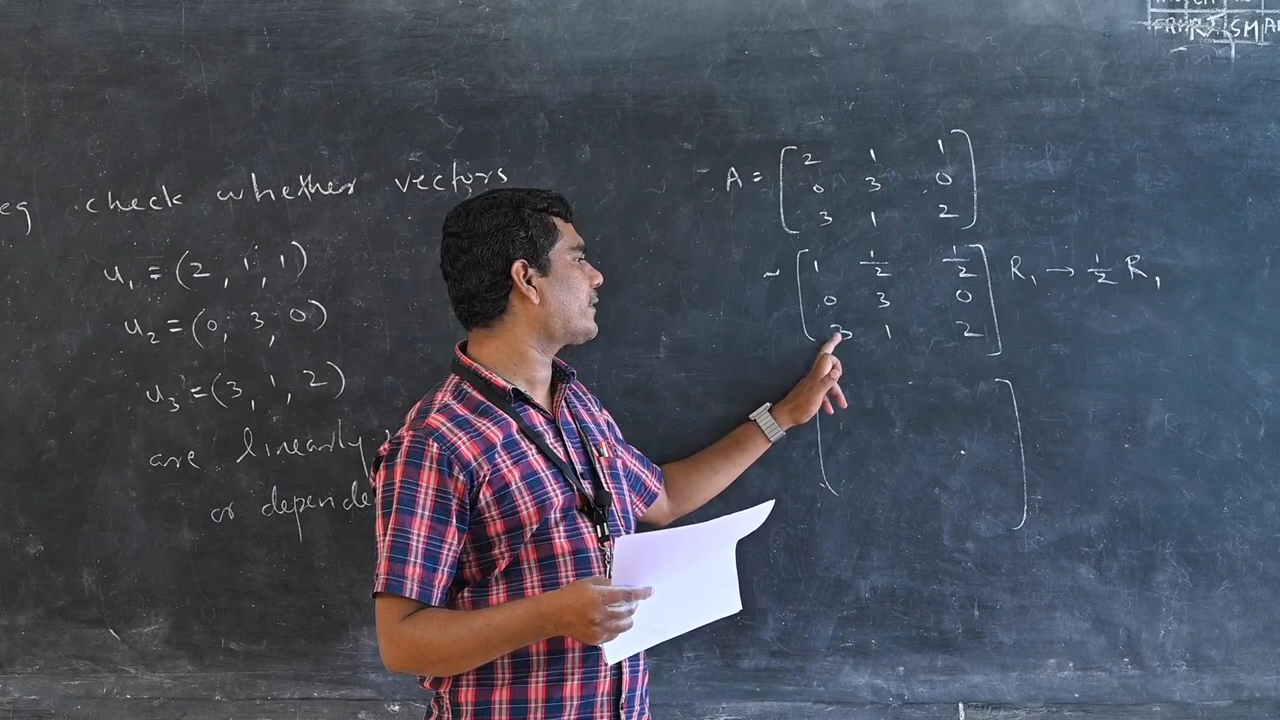 eg check whether vectors
u₁ = (2, 1, 1)
u₂ = (0, 3, 0)
u₃ = (3, 1, 2)
are linearly
or depende
A = [2 1 1
0 3 0
3 1 2]
~ [1 1/2 1/2
0 3 0
3 1 2] R₁ → 1/2 R₁